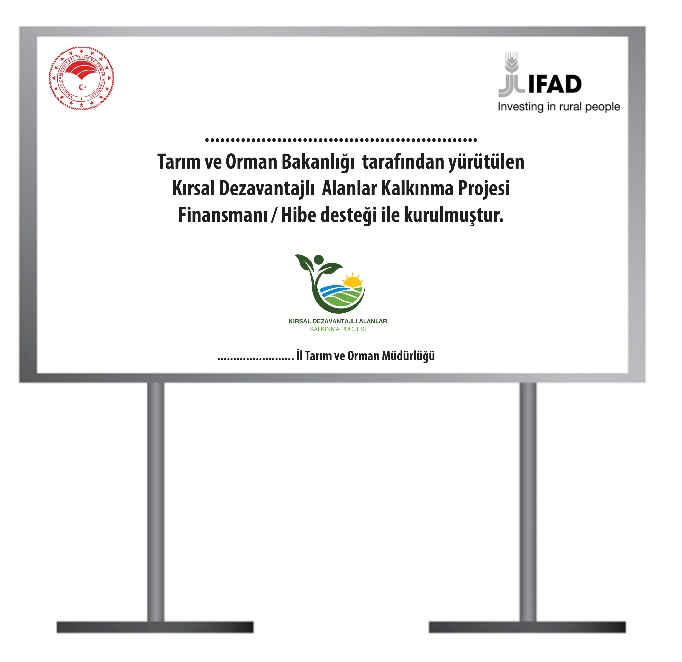 IFAD
Investing in rural people
......................................................
Tarım ve Orman Bakanlığı tarafından yürütülen
Kırsal Dezavantajlı Alanlar Kalkınma Projesi
Finansmanı / Hibe desteği ile kurulmuştur.
KIRSAL DEZAVANTAJLI ALANLAR
KALKINMA PROJESİ
........................ İl Tarım ve Orman Müdürlüğü